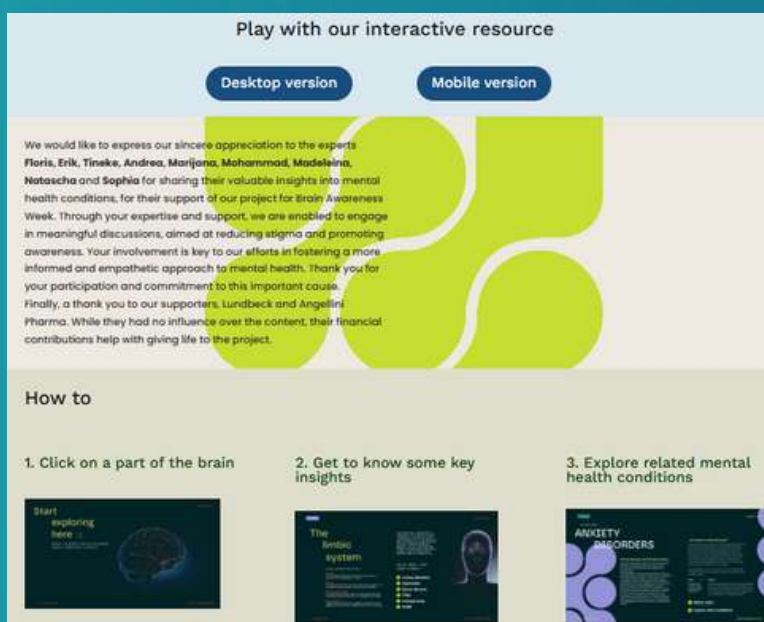 Play with our interactive resource
Desktop version
Mobile version
We would like to express our sincere appreciation to the experts
Floris, Erik, Tineke, Andrea, Marijana, Mohammad, Madeleina,
Natascha and Sophia for sharing their valuable insights into mental
health conditions, for their support of our project for Brain Awareness
Week. Through your expertise and support, we are enabled to engage
in meaningful discussions, aimed at reducing stigma and promoting
awareness. Your involvement is key to our efforts in fostering a more
informed and empathetic approach to mental health. Thank you for
your participation and commitment to this important cause.
Finally, a thank you to our supporters, Lundbeck and Angellini
Pharma. While they had no influence over the content, their financial
contributions help with giving life to the project.
How to
1. Click on a part of the brain
2. Get to know some key
insights
3. Explore related mental
health conditions
Start
exploring
here
The
limbic
system
ANXIETY
DISORDERS